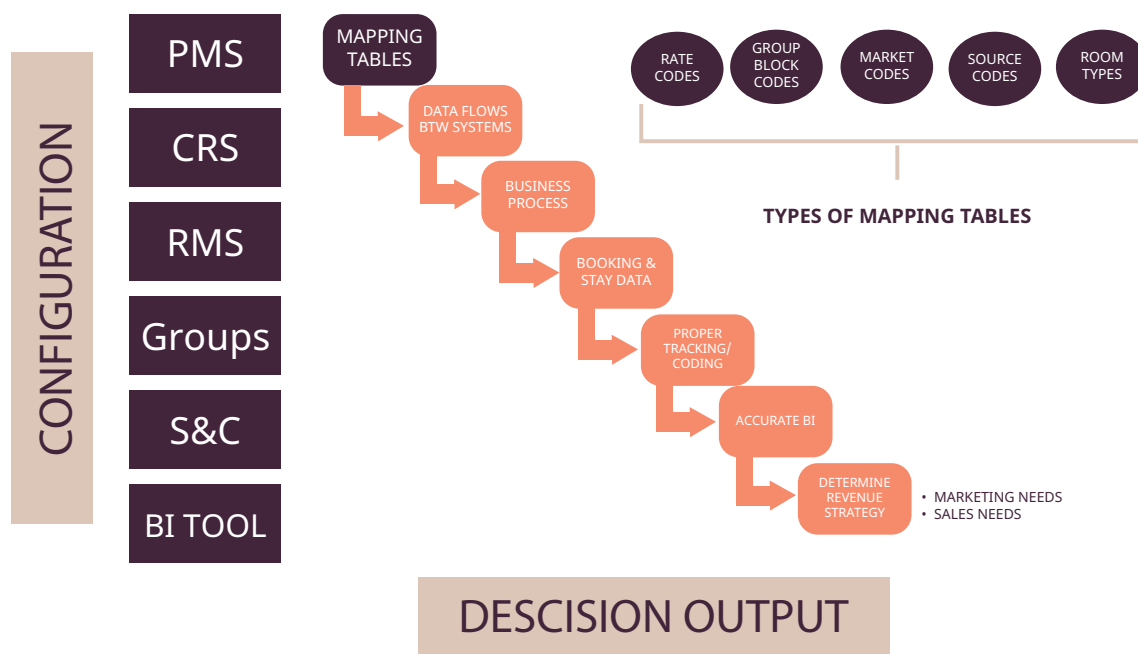 CONFIGURATION
PMS
CRS
RMS
Groups
S&C
BI TOOL
MAPPING
TABLES
DATA FLOWS
BTW SYSTEMS
BUSINESS
PROCESS
BOOKING &
STAY DATA
PROPER
TRACKING/
CODING
ACCURATE BI
DETERMINE
REVENUE
STRATEGY
• MARKETING NEEDS
• SALES NEEDS
RATE
CODES
GROUP
BLOCK
CODES
MARKET
CODES
SOURCE
CODES
ROOM
TYPES
TYPES OF MAPPING TABLES
DESCISION OUTPUT